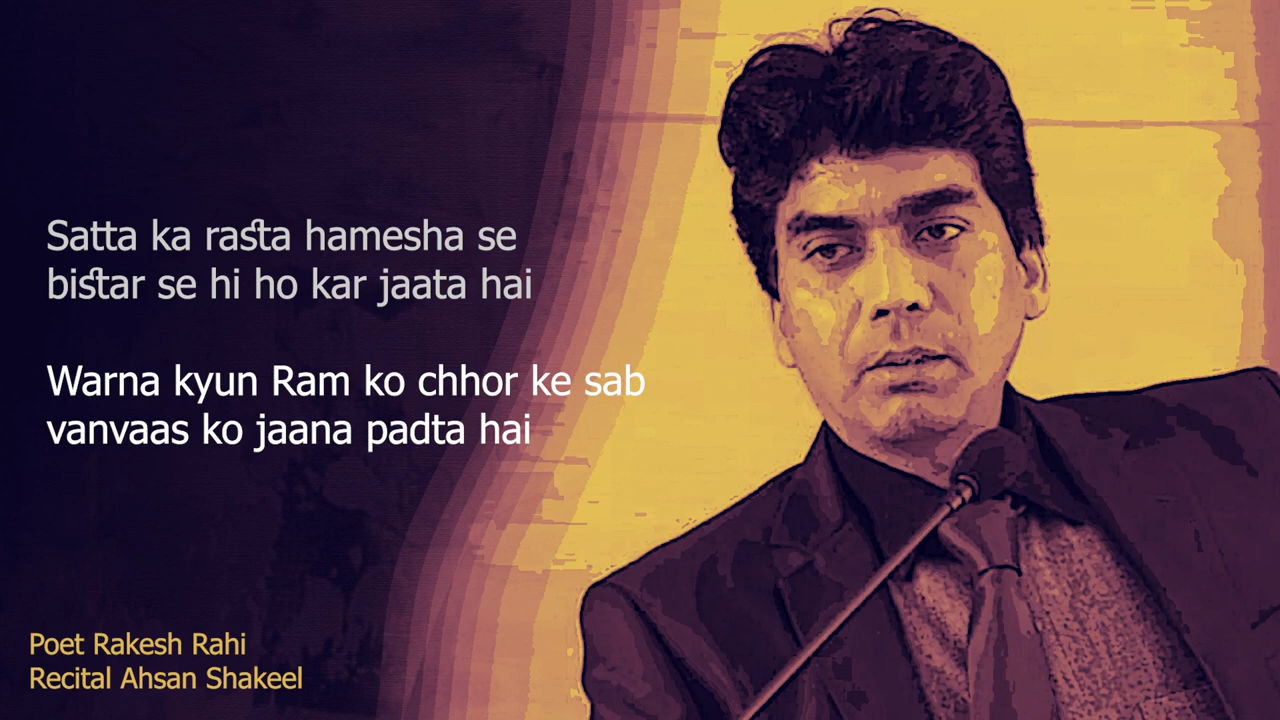 Satta ka rasta hamesha se
bistar se hi ho kar jaata hai
Warna kyun Ram ko chhor ke sab
vanvaas ko jaana padta hai
Poet Rakesh Rahi
Recital Ahsan Shakeel